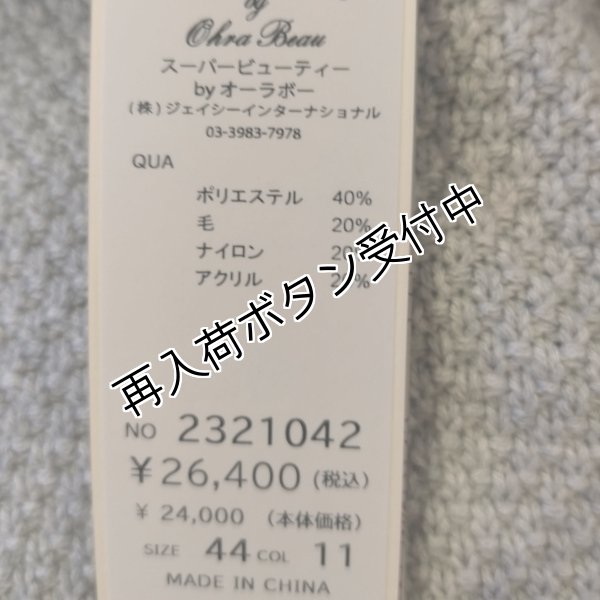 by
Ohra Beau
スーパービューティー
by オーラボー
(株)ジェイシーインターナショナル
03-3983-7978
QUA
ポリエステル 40%
毛 20%
ナイロン
アクリル
再入荷ボタン受付中
NO 2321042
¥26,400 (税込)
¥ 24,000 (本体価格)
SIZE 44 COL 11
MADE IN CHINA